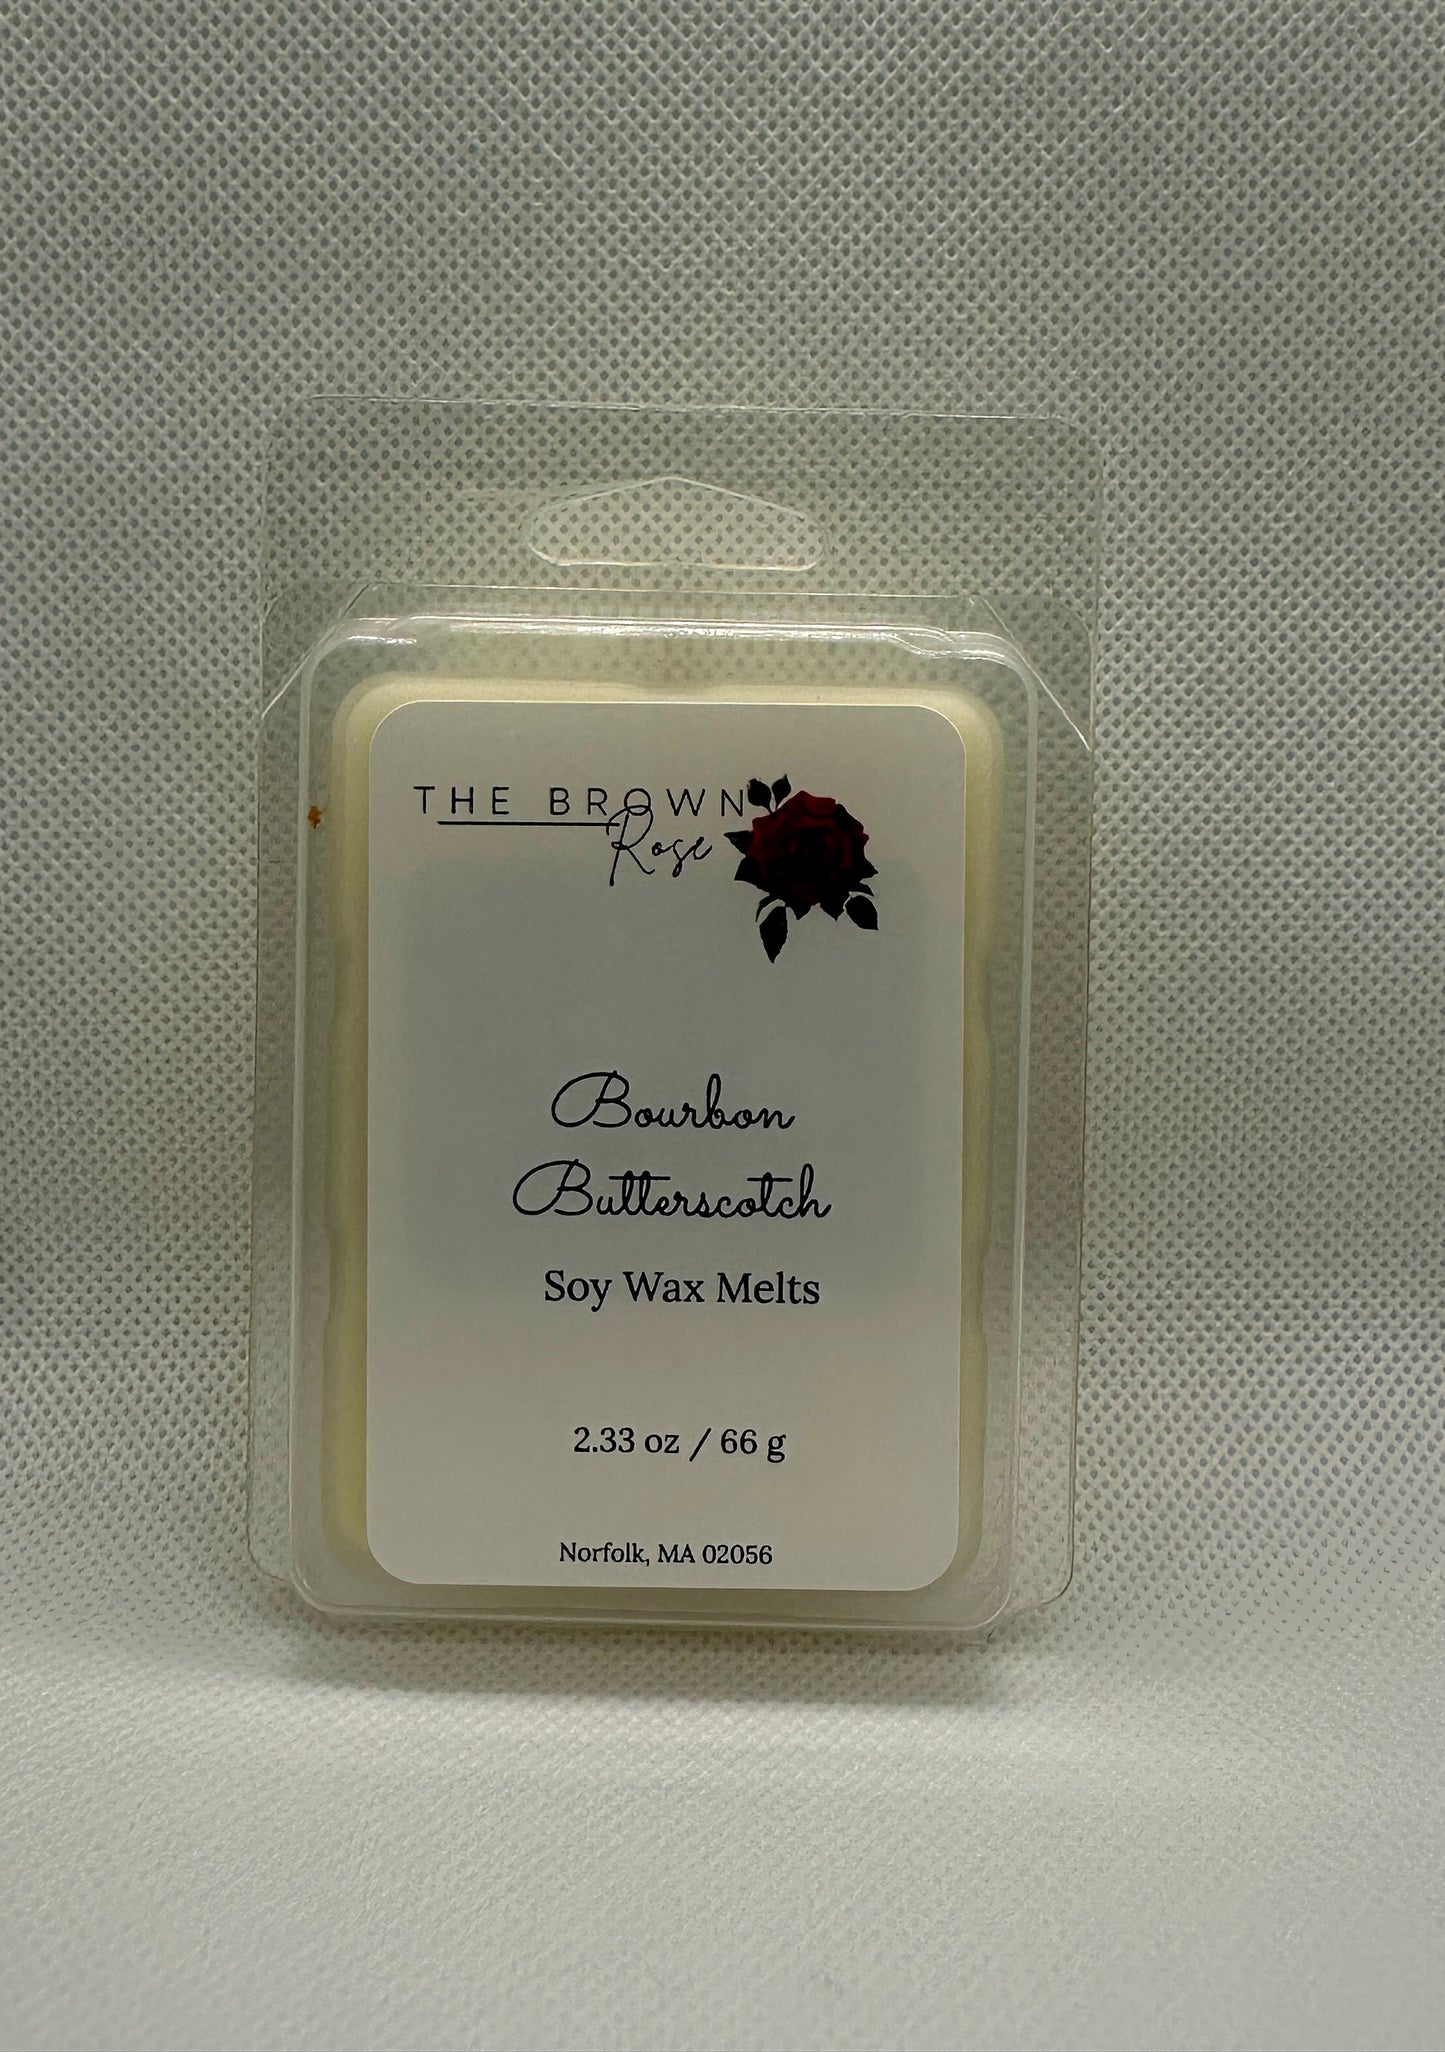 THE BROWN
Rose
Bourbon
Butterscotch
Soy Wax Melts
2.33 oz / 66 g
Norfolk, MA 02056